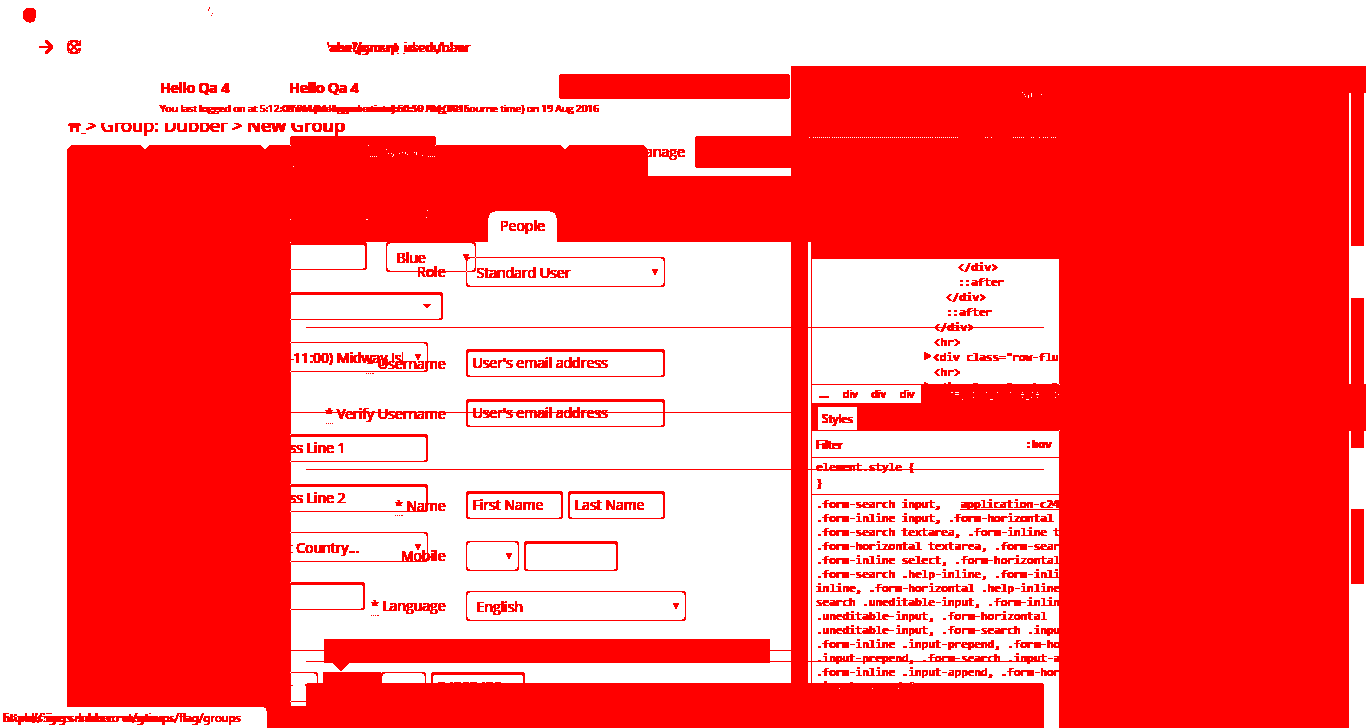 Hello Qa 4 Hello Qa 4
You last logged on at 5:12: time) on 19 Aug 2016
> Group: Dubber > New Group
anage
People
Blue
Role Standard User
</div>
::after
</div>
::after
</div>
<hr>
-11:00) Midway Isl
<div class="row-flu
Username User's email address
<hr>
... div div div
* Verify Username User's email address
Styles
ss Line 1
Filter :hov
element.style {
}
ss Line 2
* Name First Name Last Name
.form-search input, application-c24
.form-inline input, .form-horizontal
.form-search textarea, .form-inline t
.form-horizontal textarea, .form-sear
Country...
Mobile
.form-inline select, .form-horizontal
.form-search .help-inline, .form-inli
inline, .form-horizontal .help-inline
search .uneditable-input, .form-inlin
* Language English
.uneditable-input, .form-horizontal
.uneditable-input, .form-search .inpu
.form-inline .input-prepend, .form-ho
.input-prepend, .form-search .input-a
.form-inline .input-append, .form-hor
/flag/groups